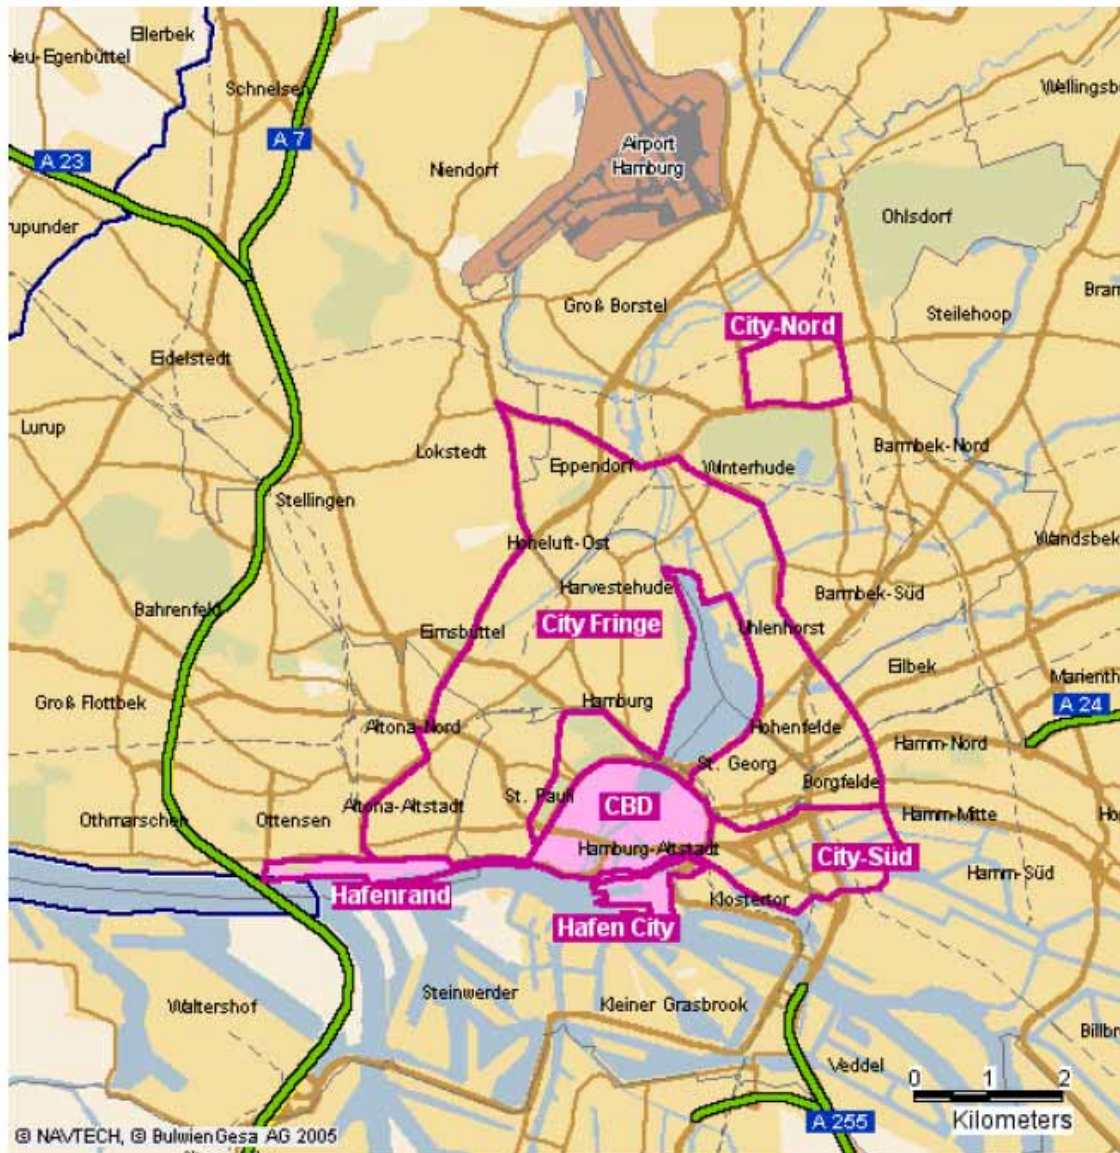 Ellerbek
Schnelsen
Wellingsb
A 7
A 23
Airport
Hamburg
Niendorf
Ohlsdorf
Groß Borstel
Steilehoop
City-Nord
Eidelstedt
Lurup
Lokstedt
Eppendorf
Winterhude
Barmbek-Nord
Stellingen
Hoheluft-Ost
Wandsbek
Harvestehude
Barmbek-Süd
Bahrenfeld
City Fringe
Eimsbüttel
Uhlenhorst
Eilbek
Marienth
Groß Flottbek
Hamburg
A 24
Altona-Nord
Hohenfelde
Hamm-Nord
St. Georg
Borgfelde
St. Pauli
CBD
Altona-Altstadt
Othmarschen
Ottensen
Hamm-Mitte
Hamburg-Altstadt
City-Süd
Hamm-Süd
Hafenrand
Klostertor
Hafen City
Steinwerder
Kleiner Grasbrook
Waltershof
Billbr
Veddel
0 1 2
Kilometers
A 255
© NAVTECH, © BulwienGesa AG 2005